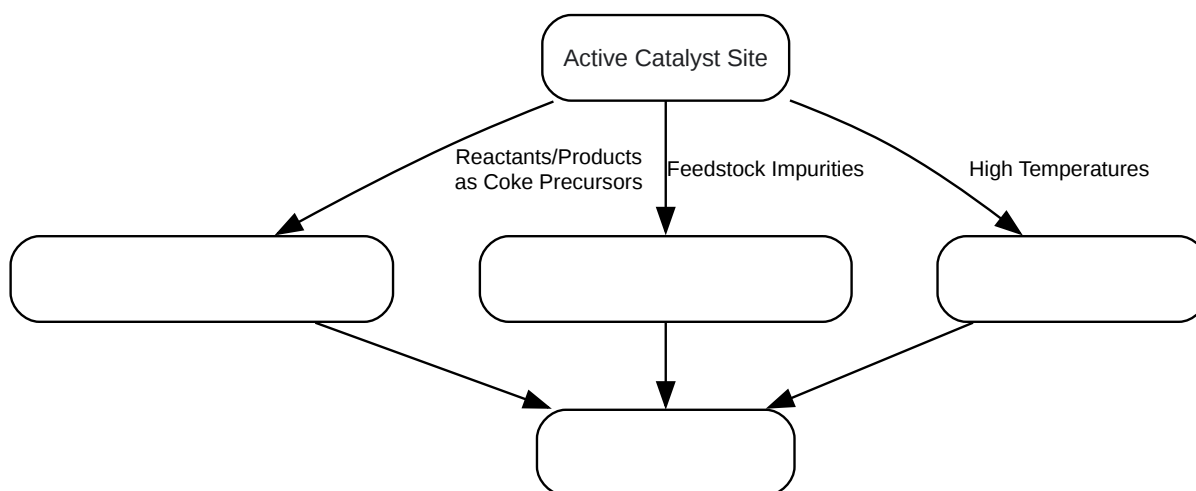 Active Catalyst Site
Reactants/Products
as Coke Precursors
Feedstock Impurities
High Temperatures